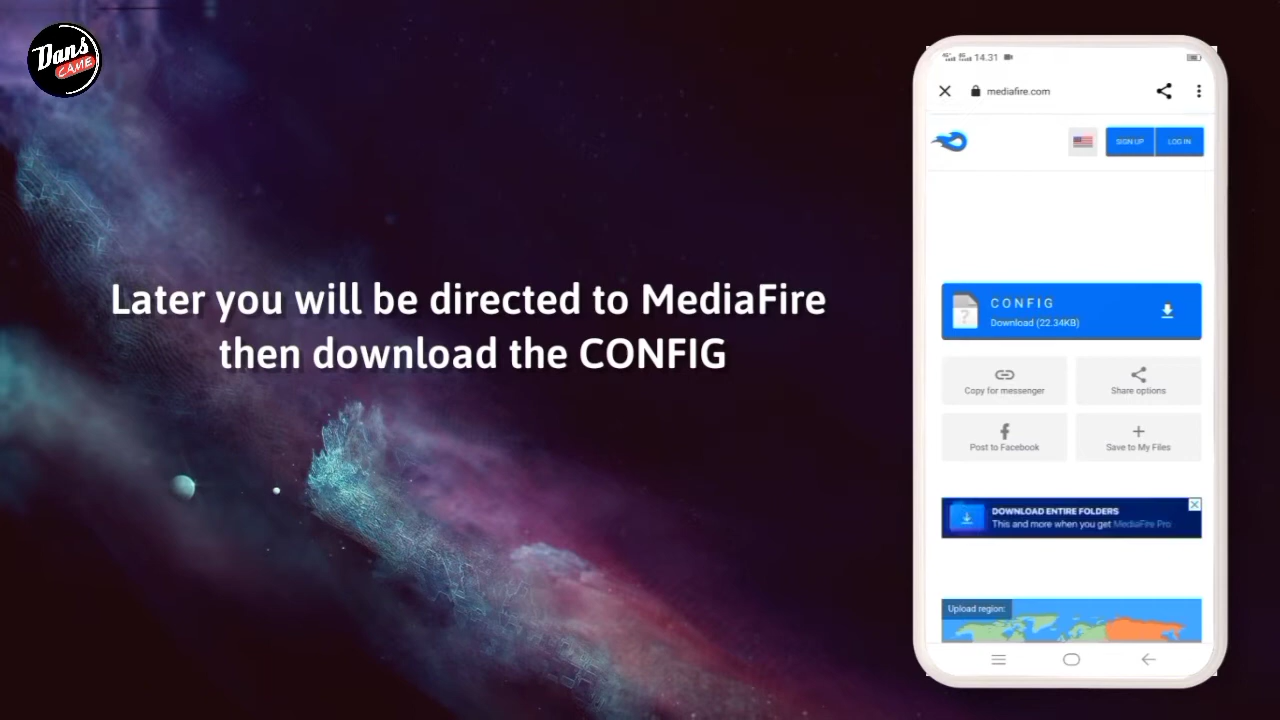 Dans
CAME
Later you will be directed to MediaFire
then download the CONFIG
14.31
mediafire.com
SIGN UP
LOG IN
CONFIG
?
Download (22.34KB)
Copy for messenger
Share options
Post to Facebook
Save to My Files
DOWNLOAD ENTIRE FOLDERS
This and more when you get MediaFire Pro
Upload region: